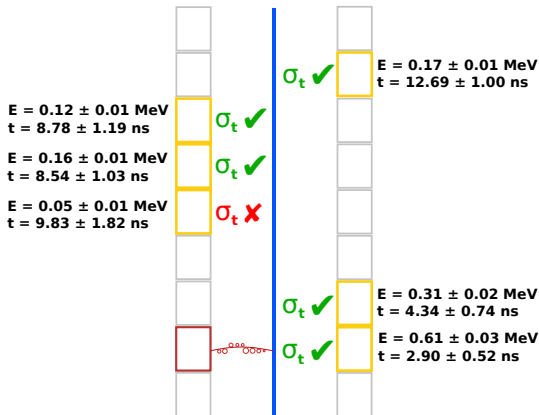 E = 0.17 ± 0.01 MeV
t = 12.69 ± 1.00 ns
σt ✔
E = 0.12 ± 0.01 MeV
t = 8.78 ± 1.19 ns
σt ✔
E = 0.16 ± 0.01 MeV
t = 8.54 ± 1.03 ns
σt ✔
E = 0.05 ± 0.01 MeV
t = 9.83 ± 1.82 ns
σt ✘
E = 0.31 ± 0.02 MeV
t = 4.34 ± 0.74 ns
σt ✔
E = 0.61 ± 0.03 MeV
t = 2.90 ± 0.52 ns
σt ✔